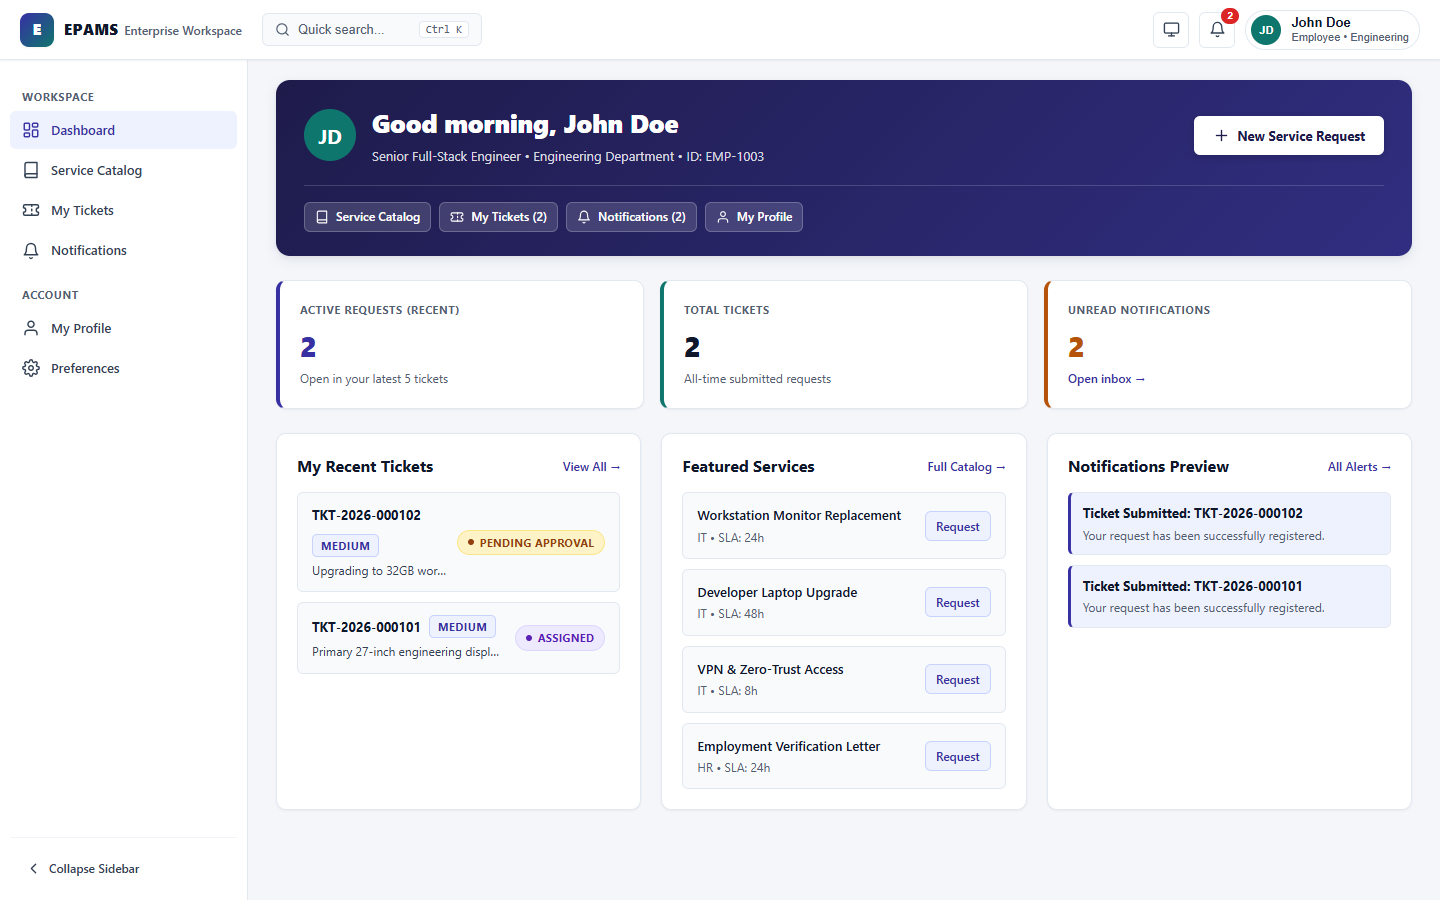 E EPAMS Enterprise Workspace
Quick search... Ctrl K
2
JD John Doe
Employee • Engineering
WORKSPACE
Dashboard
Service Catalog
My Tickets
Notifications
ACCOUNT
My Profile
Preferences
Collapse Sidebar
JD
Good morning, John Doe
Senior Full-Stack Engineer • Engineering Department • ID: EMP-1003
New Service Request
Service Catalog
My Tickets (2)
Notifications (2)
My Profile
ACTIVE REQUESTS (RECENT)
2
Open in your latest 5 tickets
TOTAL TICKETS
2
All-time submitted requests
UNREAD NOTIFICATIONS
2
Open inbox →
My Recent Tickets
View All →
TKT-2026-000102
MEDIUM
PENDING APPROVAL
Upgrading to 32GB wor...
TKT-2026-000101
MEDIUM
ASSIGNED
Primary 27-inch engineering displ...
Featured Services
Full Catalog →
Workstation Monitor Replacement
IT • SLA: 24h
Request
Developer Laptop Upgrade
IT • SLA: 48h
Request
VPN & Zero-Trust Access
IT • SLA: 8h
Request
Employment Verification Letter
HR • SLA: 24h
Request
Notifications Preview
All Alerts →
Ticket Submitted: TKT-2026-000102
Your request has been successfully registered.
Ticket Submitted: TKT-2026-000101
Your request has been successfully registered.